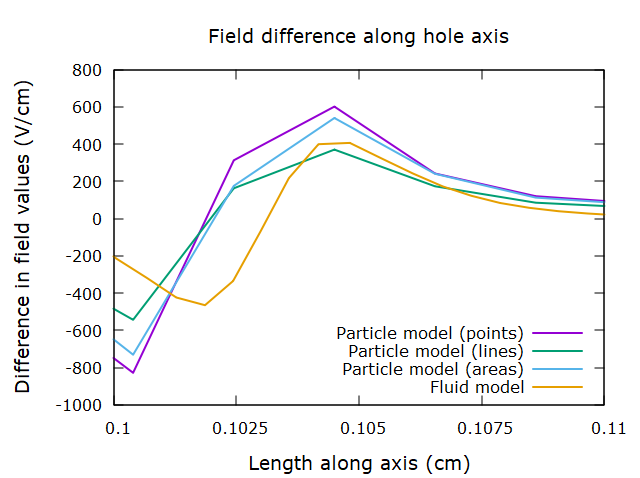 Field difference along hole axis
Difference in field values (V/cm)
800
600
400
200
0
-200
-400
-600
-800
-1000
Particle model (points)
Particle model (lines)
Particle model (areas)
Fluid model
0.1 0.1025 0.105 0.1075 0.11
Length along axis (cm)